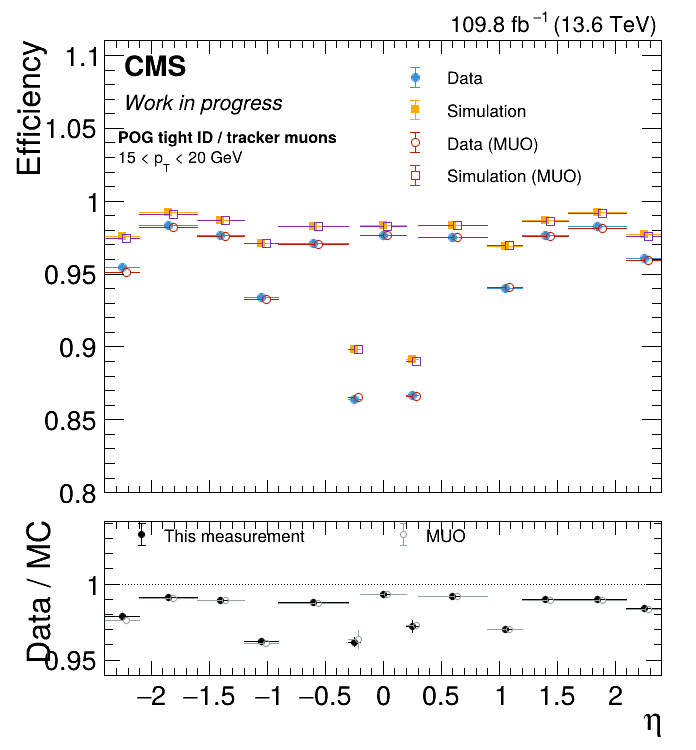 109.8 fb⁻¹ (13.6 TeV)
Efficiency
1.1
1.05
1
0.95
0.9
0.85
0.8
CMS
Work in progress
POG tight ID / tracker muons
15 < p_T < 20 GeV
Data
Simulation
Data (MUO)
Simulation (MUO)
Data / MC
This measurement
MUO
1
0.95
−2 −1.5 −1 −0.5 0 0.5 1 1.5 2
η